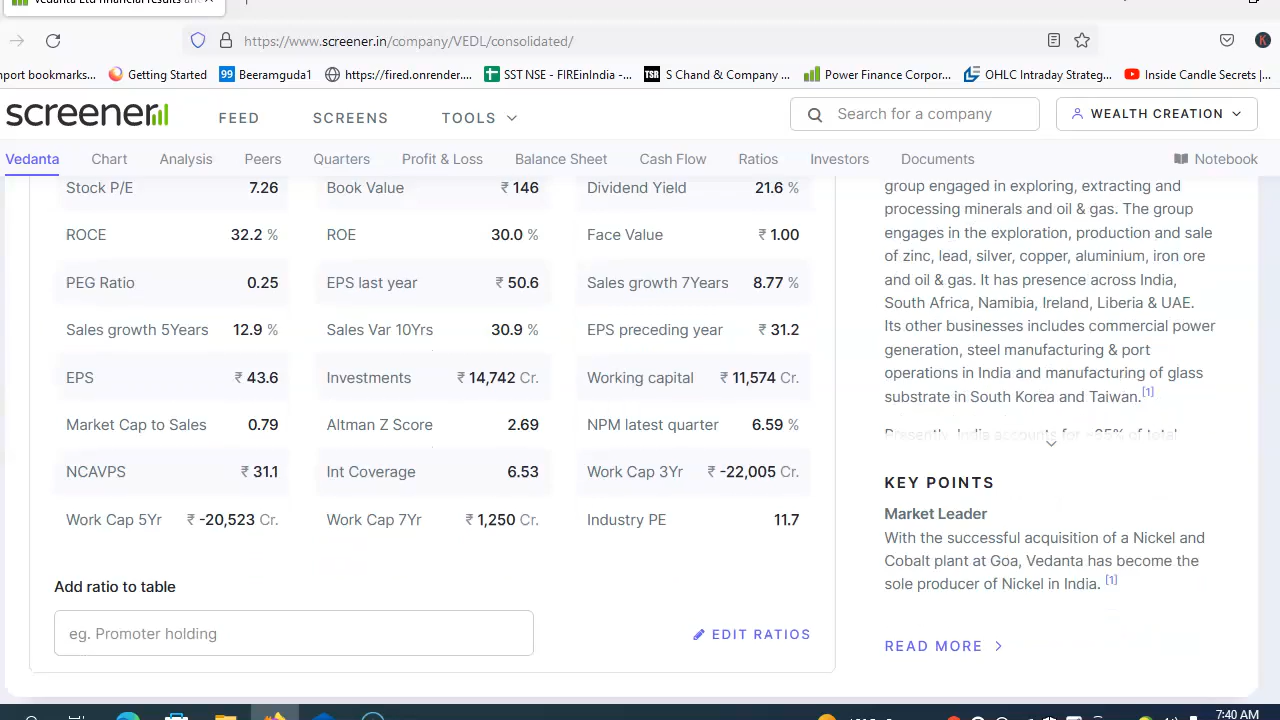 Vedanta Ltd financial results and
https://www.screener.in/company/VEDL/consolidated/
K
mport bookmarks...
Getting Started
99 Beeramguda1
https://fired.onrender....
SST NSE - FIREinIndia -...
TSR S Chand & Company ...
Power Finance Corpor...
OHLC Intraday Strateg...
Inside Candle Secrets |...
screener
FEED
SCREENS
TOOLS
Search for a company
WEALTH CREATION
Vedanta
Chart
Analysis
Peers
Quarters
Profit & Loss
Balance Sheet
Cash Flow
Ratios
Investors
Documents
Notebook
Stock P/E 7.26
Book Value ₹ 146
Dividend Yield 21.6 %
ROCE 32.2 %
ROE 30.0 %
Face Value ₹ 1.00
PEG Ratio 0.25
EPS last year ₹ 50.6
Sales growth 7Years 8.77 %
Sales growth 5Years 12.9 %
Sales Var 10Yrs 30.9 %
EPS preceding year ₹ 31.2
EPS ₹ 43.6
Investments ₹ 14,742 Cr.
Working capital ₹ 11,574 Cr.
Market Cap to Sales 0.79
Altman Z Score 2.69
NPM latest quarter 6.59 %
NCAVPS ₹ 31.1
Int Coverage 6.53
Work Cap 3Yr ₹ -22,005 Cr.
Work Cap 5Yr ₹ -20,523 Cr.
Work Cap 7Yr ₹ 1,250 Cr.
Industry PE 11.7
Add ratio to table
eg. Promoter holding
EDIT RATIOS
group engaged in exploring, extracting and
processing minerals and oil & gas. The group
engages in the exploration, production and sale
of zinc, lead, silver, copper, aluminium, iron ore
and oil & gas. It has presence across India,
South Africa, Namibia, Ireland, Liberia & UAE.
Its other businesses includes commercial power
generation, steel manufacturing & port
operations in India and manufacturing of glass
substrate in South Korea and Taiwan.[1]
Presently, India accounts for ~65% of total
KEY POINTS
Market Leader
With the successful acquisition of a Nickel and
Cobalt plant at Goa, Vedanta has become the
sole producer of Nickel in India. [1]
READ MORE
7:40 AM